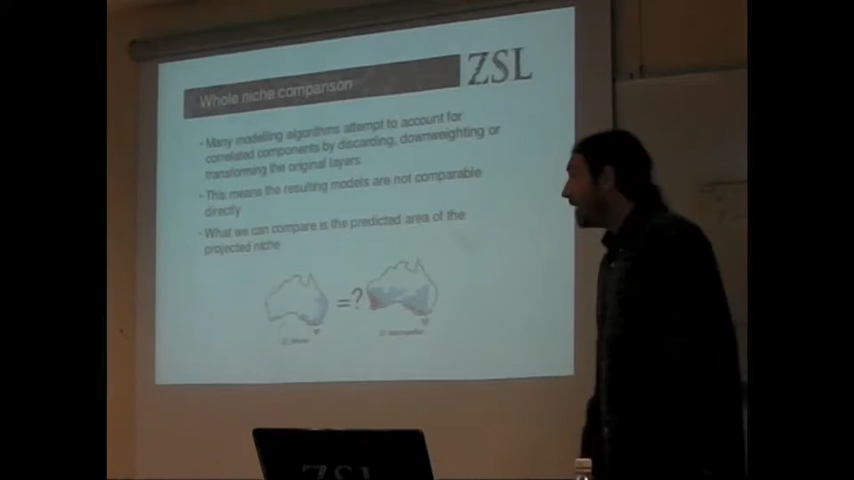 ZSL
Whole niche comparison
• Many modelling algorithms attempt to account for
correlated components by discarding, downweighting or
transforming the original layers.
• This means the resulting models are not comparable
directly
• What we can compare is the predicted area of the
projected niche
=?
ZSL